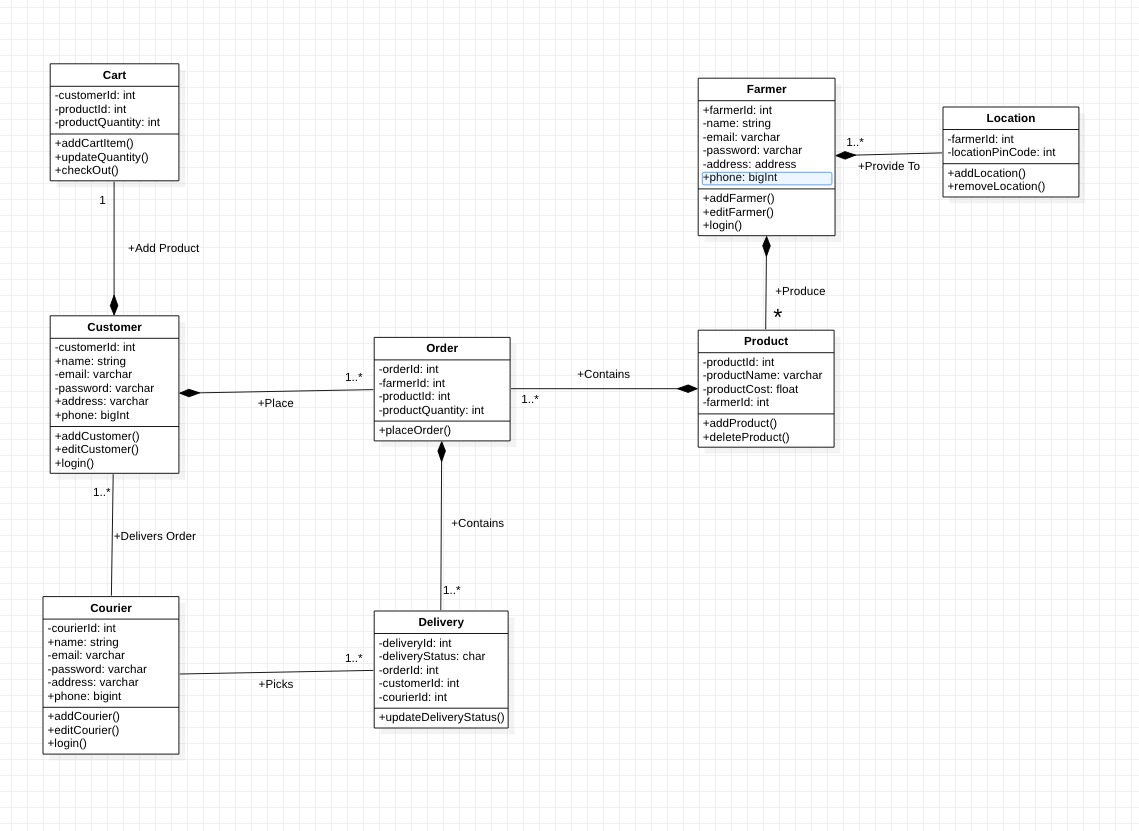 Cart
-customerId: int
-productId: int
-productQuantity: int
+addCartItem()
+updateQuantity()
+checkOut()
1
+Add Product
Customer
-customerId: int
+name: string
-email: varchar
-password: varchar
+address: varchar
+phone: bigInt
+addCustomer()
+editCustomer()
+login()
1..*
+Place
1..*
+Delivers Order
Courier
-courierId: int
+name: string
-email: varchar
-password: varchar
-address: varchar
+phone: bigint
+addCourier()
+editCourier()
+login()
1..*
+Picks
Order
-orderId: int
-farmerId: int
-productId: int
-productQuantity: int
+placeOrder()
+Contains
1..*
+Contains
1..*
Delivery
-deliveryId: int
-deliveryStatus: char
-orderId: int
-customerId: int
-courierId: int
+updateDeliveryStatus()
Farmer
+farmerId: int
-name: string
-email: varchar
-password: varchar
-address: address
+phone: bigInt
+addFarmer()
+editFarmer()
+login()
1..*
+Provide To
Location
-farmerId: int
-locationPinCode: int
+addLocation()
+removeLocation()
+Produce
*
Product
-productId: int
-productName: varchar
-productCost: float
-farmerId: int
+addProduct()
+deleteProduct()